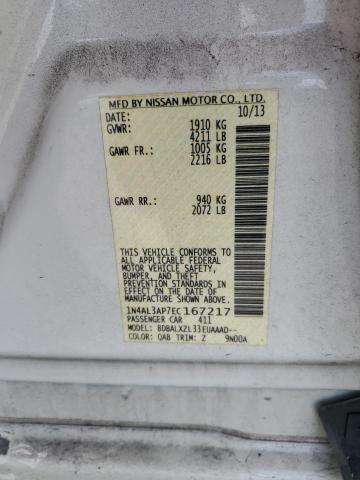 MFD BY NISSAN MOTOR CO., LTD.
DATE: 10/13
GVWR: 1910 KG
4211 LB
GAWR FR.: 1005 KG
2216 LB
GAWR RR.: 940 KG
2072 LB
THIS VEHICLE CONFORMS TO
ALL APPLICABLE FEDERAL
MOTOR VEHICLE SAFETY,
BUMPER, AND THEFT
PREVENTION STANDARDS IN
EFFECT ON THE DATE OF
MANUFACTURE SHOWN ABOVE.
1N4AL3AP7EC167217
PASSENGER CAR 411
MODEL: BDBALXZL33EUAAAD--
COLOR: QAB TRIM: Z 9N00A